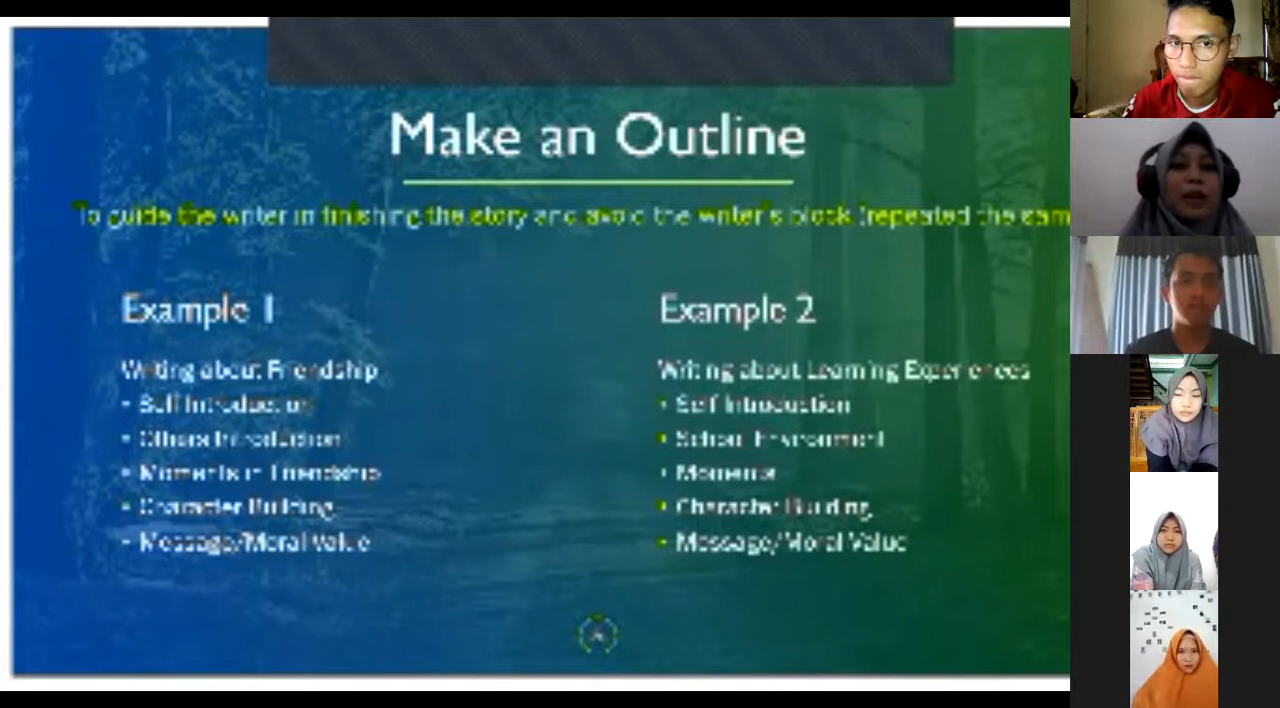 Make an Outline
To guide the writer in finishing the story and avoid the writer's block (repeated the sam
Example 1
Writing about Friendship
• Self Introduction
• Others Introduction
• Moments in Friendship
• Character Building
• Message/Moral Value
Example 2
Writing about Learning Experiences
• Self Introduction
• School Environment
• Moments
• Character Building
• Message/Moral Value